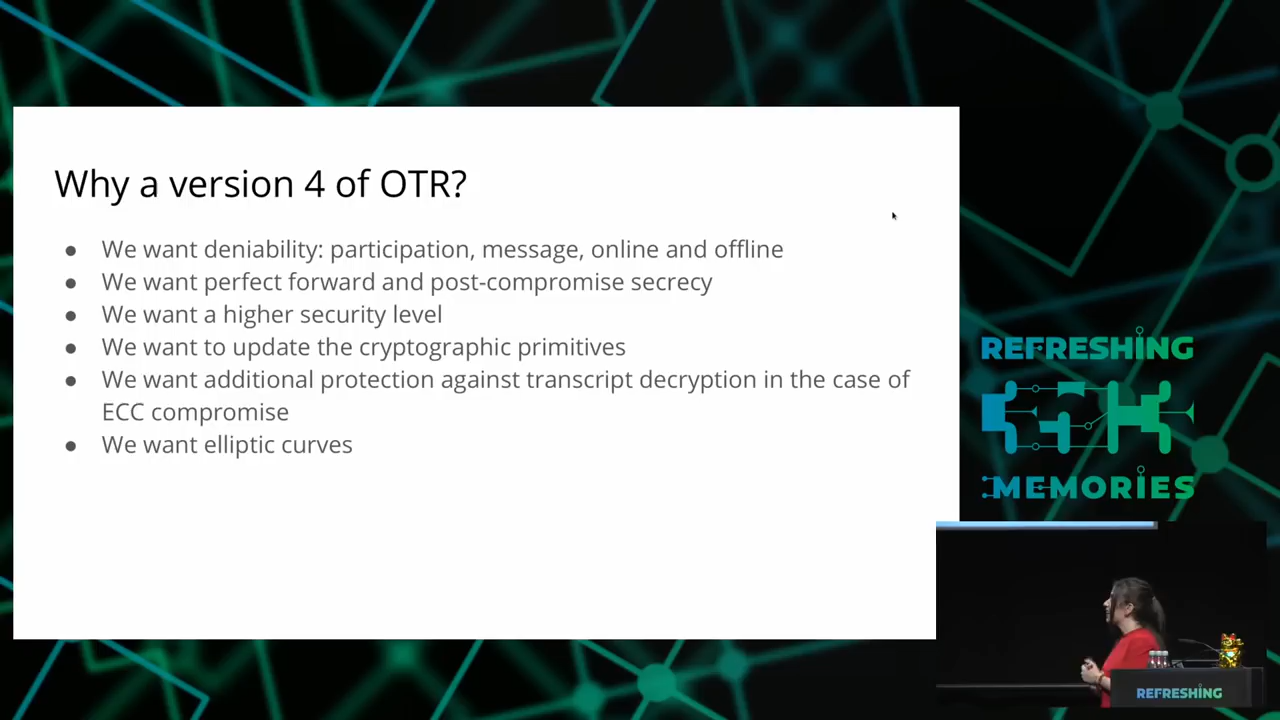 Why a version 4 of OTR?
● We want deniability: participation, message, online and offline
● We want perfect forward and post-compromise secrecy
● We want a higher security level
● We want to update the cryptographic primitives
● We want additional protection against transcript decryption in the case of
ECC compromise
● We want elliptic curves
REFRESHING
MEMORIES
REFRESHING